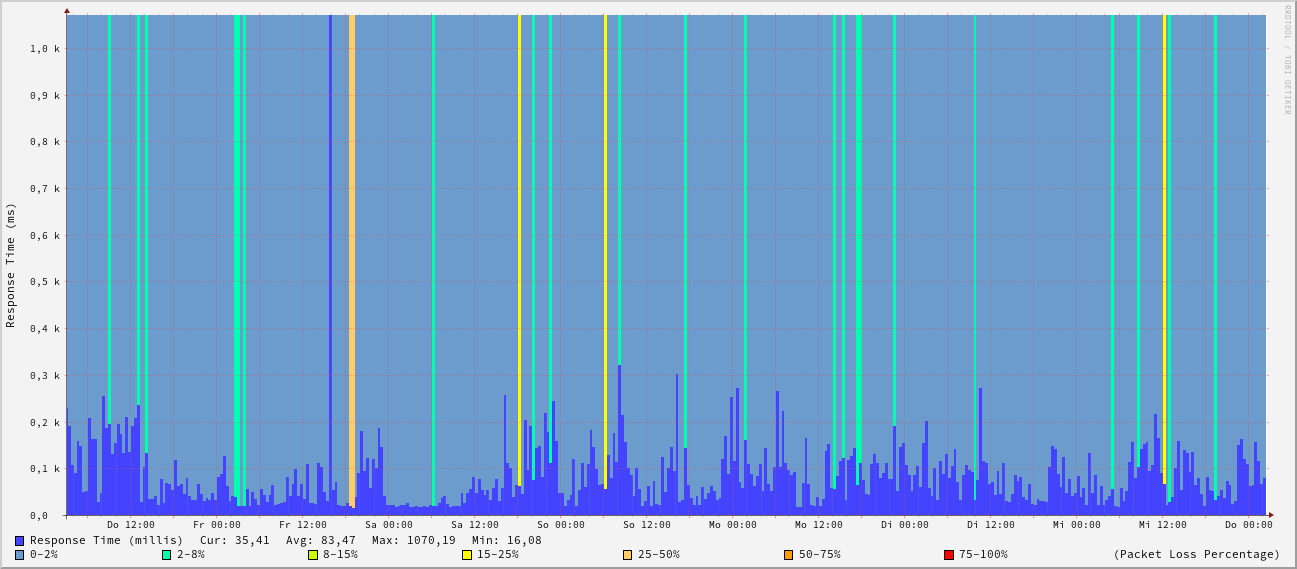 RRDTOOL / TOBI OETIKER
Response Time (ms)
1,0 k
0,9 k
0,8 k
0,7 k
0,6 k
0,5 k
0,4 k
0,3 k
0,2 k
0,1 k
0,0
Do 12:00 Fr 00:00 Fr 12:00 Sa 00:00 Sa 12:00 So 00:00 So 12:00 Mo 00:00 Mo 12:00 Di 00:00 Di 12:00 Mi 00:00 Mi 12:00 Do 00:00
Response Time (millis) Cur: 35,41 Avg: 83,47 Max: 1070,19 Min: 16,08
0-2% 2-8% 8-15% 15-25% 25-50% 50-75% 75-100% (Packet Loss Percentage)